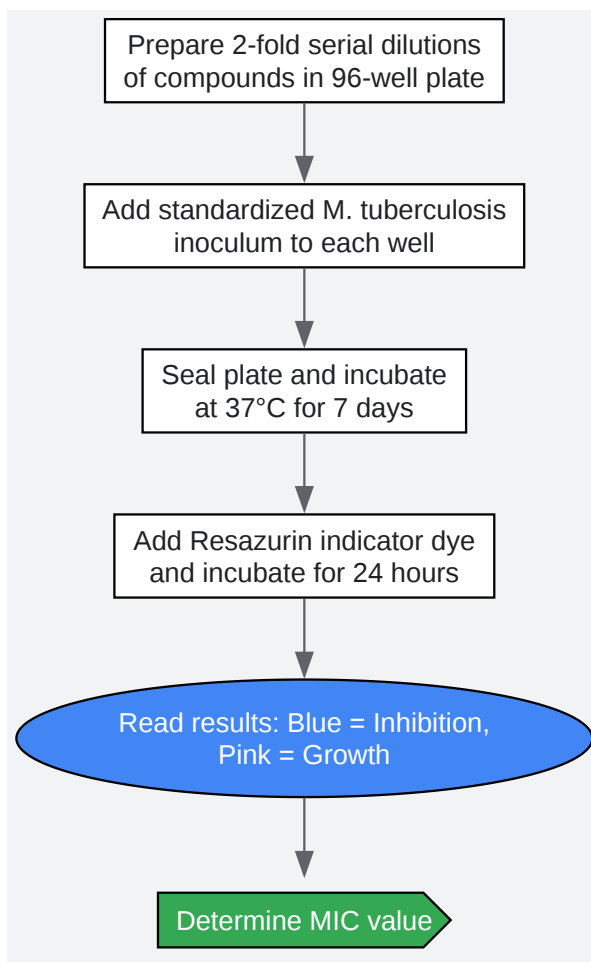 Prepare 2-fold serial dilutions
of compounds in 96-well plate
Add standardized M. tuberculosis
inoculum to each well
Seal plate and incubate
at 37°C for 7 days
Add Resazurin indicator dye
and incubate for 24 hours
Read results: Blue = Inhibition,
Pink = Growth
Determine MIC value